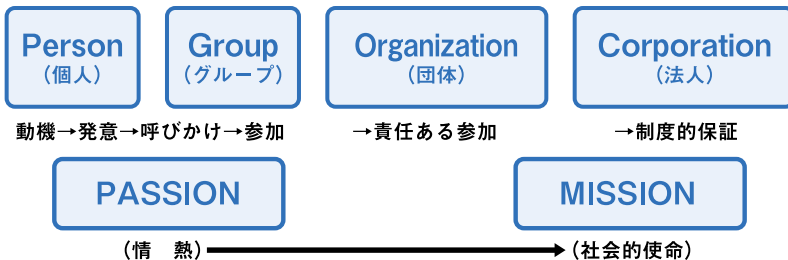 Person
（個人）
Group
（グループ）
Organization
（団体）
Corporation
（法人）
動機→発意→呼びかけ→参加
→責任ある参加
→制度的保証
PASSION
MISSION
（情　熱）
（社会的使命）